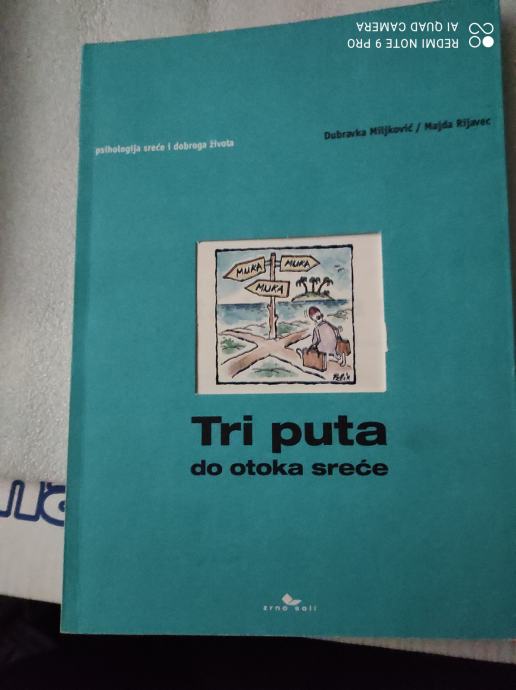 REDMI NOTE 9 PRO
AI QUAD CAMERA
Dubravka Miljković / Majda Rijavec
psihologija sreće i dobroga života
MUKA
MUKA
MUKA
Tri puta
do otoka sreće
zrno soli